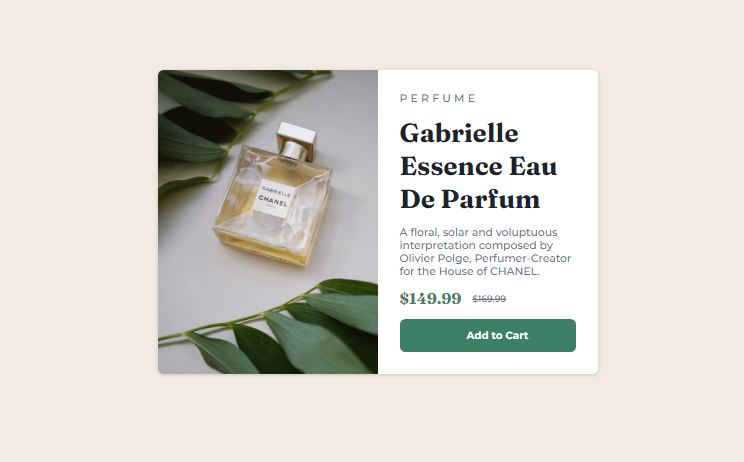 GABRIELLE
CHANEL
PARIS
PERFUME
Gabrielle
Essence Eau
De Parfum
A floral, solar and voluptuous
interpretation composed by
Olivier Polge, Perfumer-Creator
for the House of CHANEL.
$149.99 $169.99
Add to Cart